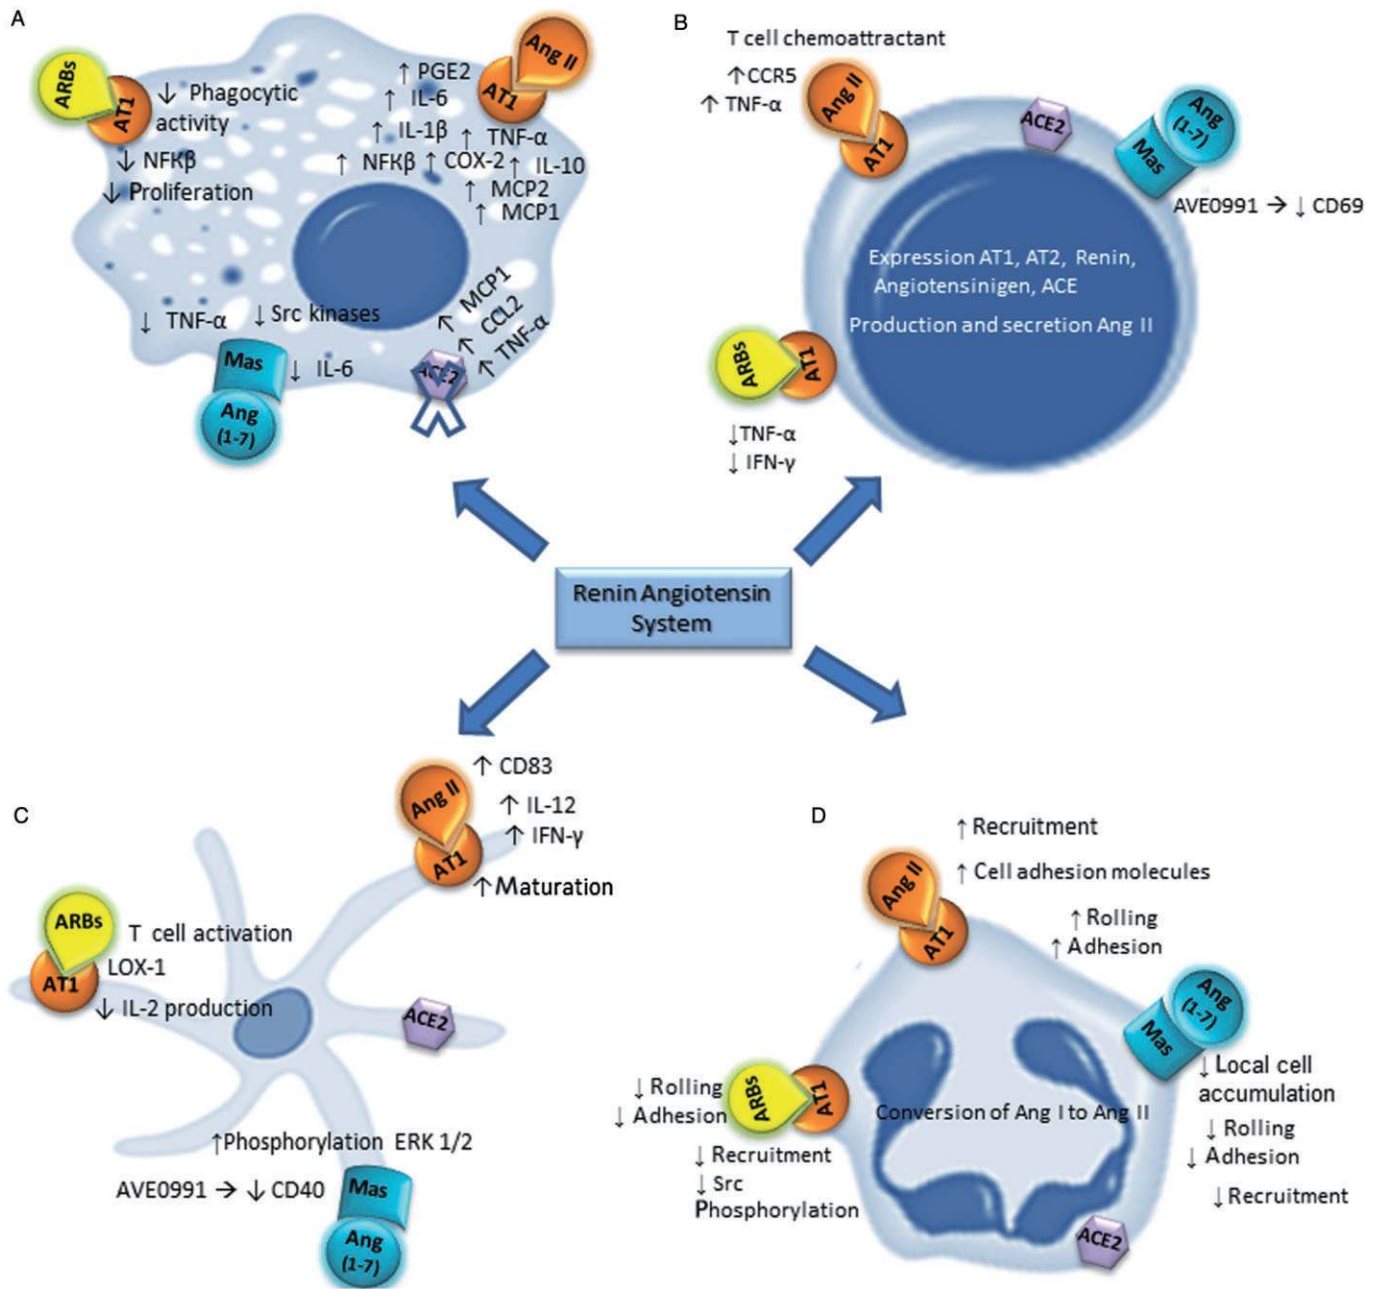 A
ARBs
AT1
↓ Phagocytic
activity
↓ NFKβ
↓ Proliferation
Ang II
AT1
↑ PGE2
↑ IL-6
↑ IL-1β
↑ TNF-α
↑ NFKβ
↑ COX-2
↑ IL-10
↑ MCP2
↑ MCP1
↓ TNF-α
↓ Src kinases
↓ IL-6
Mas
Ang
(1-7)
ACE2
↑ MCP1
↑ CCL2
↑ TNF-α
B
T cell chemoattractant
↑CCR5
↑ TNF-α
Ang II
AT1
ACE2
Ang
(1-7)
Mas
AVE0991 → ↓ CD69
Expression AT1, AT2, Renin,
Angiotensinigen, ACE
Production and secretion Ang II
ARBs
AT1
↓TNF-α
↓ IFN-γ
Renin Angiotensin
System
C
Ang II
AT1
↑ CD83
↑ IL-12
↑ IFN-γ
↑Maturation
ARBs
AT1
T cell activation
LOX-1
↓ IL-2 production
ACE2
↑Phosphorylation ERK 1/2
AVE0991 → ↓ CD40
Mas
Ang
(1-7)
D
↑ Recruitment
↑ Cell adhesion molecules
↑ Rolling
↑ Adhesion
Ang II
AT1
Ang
(1-7)
Mas
↓ Local cell
accumulation
↓ Rolling
↓ Adhesion
↓Recruitment
↓ Rolling
↓ Adhesion
ARBs
AT1
↓ Recruitment
↓ Src
Phosphorylation
Conversion of Ang I to Ang II
ACE2